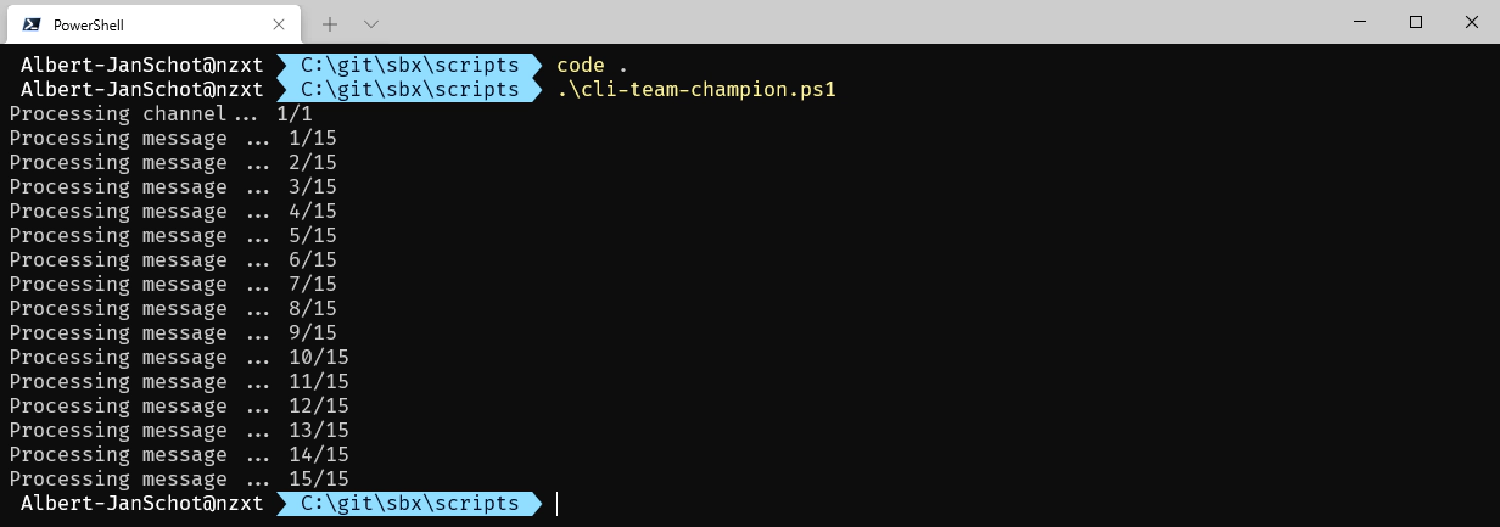 PowerShell
Albert-JanSchot@nzxt C:\git\sbx\scripts code .
Albert-JanSchot@nzxt C:\git\sbx\scripts .\cli-team-champion.ps1
Processing channel... 1/1
Processing message ... 1/15
Processing message ... 2/15
Processing message ... 3/15
Processing message ... 4/15
Processing message ... 5/15
Processing message ... 6/15
Processing message ... 7/15
Processing message ... 8/15
Processing message ... 9/15
Processing message ... 10/15
Processing message ... 11/15
Processing message ... 12/15
Processing message ... 13/15
Processing message ... 14/15
Processing message ... 15/15
Albert-JanSchot@nzxt C:\git\sbx\scripts